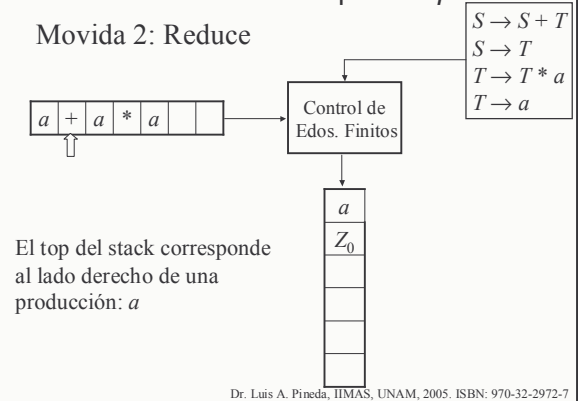 Movida 2: Reduce
S → S + T
S → T
T → T * a
T → a
a + a * a
Control de
Edos. Finitos
a
Z₀
El top del stack corresponde
al lado derecho de una
producción: a
Dr. Luis A. Pineda, IIMAS, UNAM, 2005. ISBN: 970-32-2972-7